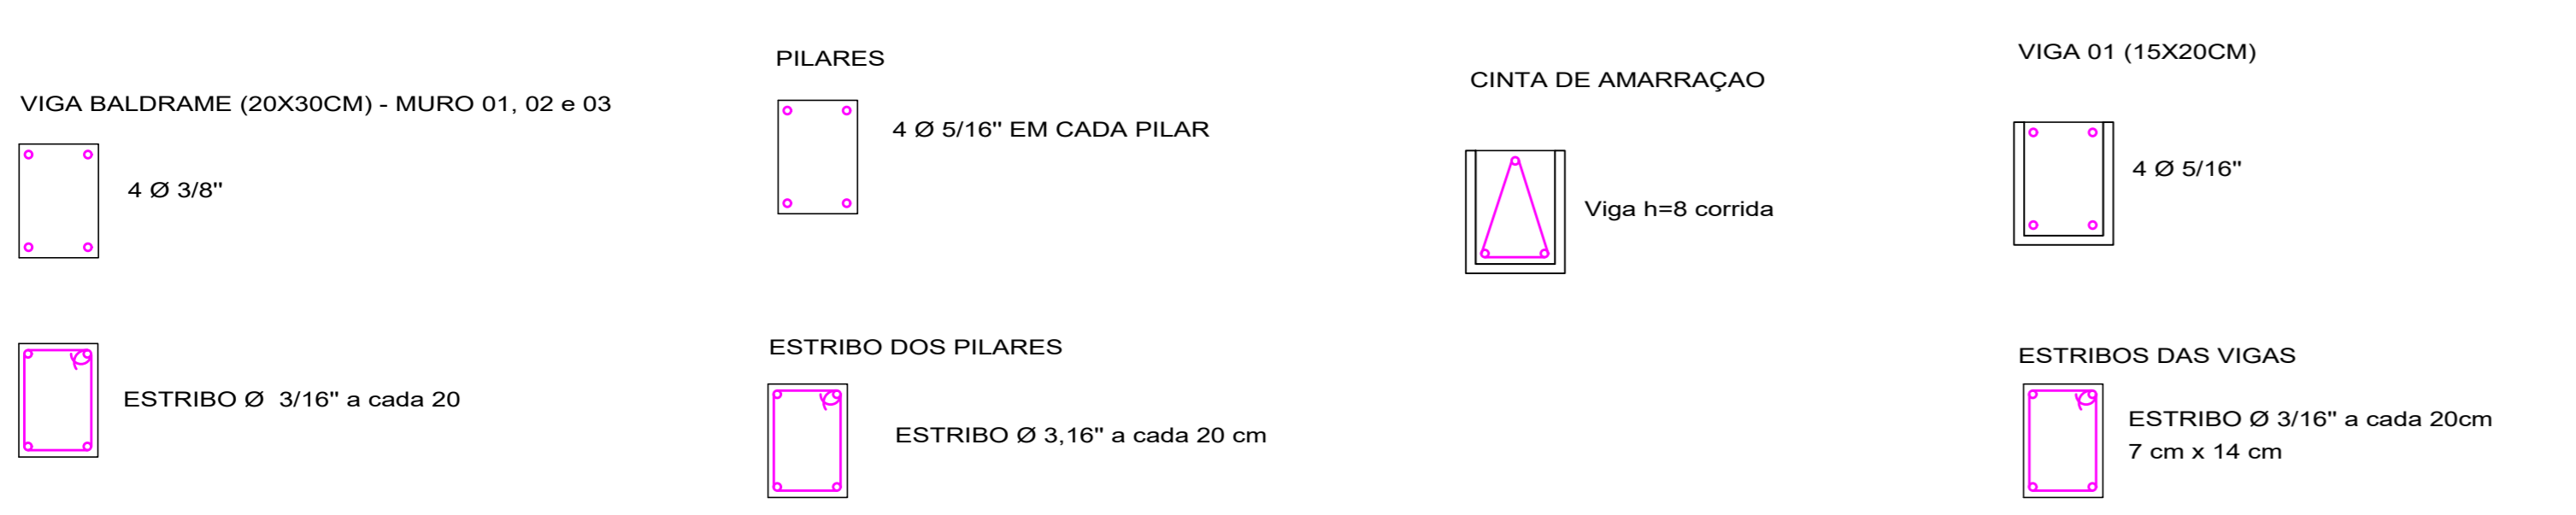 VIGA BALDRAME (20X30CM) - MURO 01, 02 e 03
4 Ø 3/8"
ESTRIBO Ø  3/16" a cada 20
PILARES
4 Ø 5/16" EM CADA PILAR
ESTRIBO DOS PILARES
ESTRIBO Ø 3,16" a cada 20 cm
CINTA DE AMARRAÇAO
Viga h=8 corrida
VIGA 01 (15X20CM)
4 Ø 5/16"
ESTRIBOS DAS VIGAS
ESTRIBO Ø 3/16" a cada 20cm
7 cm x 14 cm